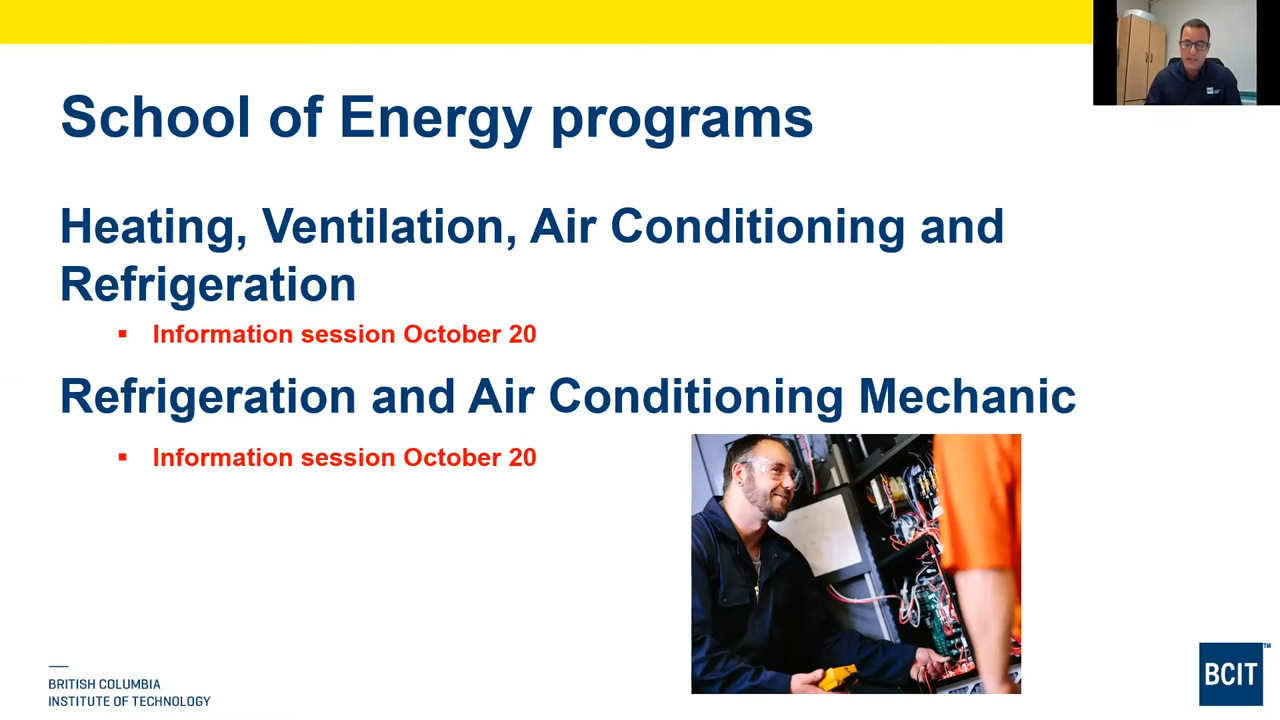 School of Energy programs
Heating, Ventilation, Air Conditioning and
Refrigeration
▪ Information session October 20
Refrigeration and Air Conditioning Mechanic
▪ Information session October 20
BRITISH COLUMBIA
INSTITUTE OF TECHNOLOGY
BCIT™